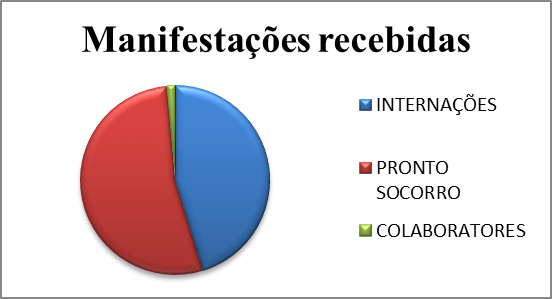 Manifestações recebidas
INTERNAÇÕES
PRONTO
SOCORRO
COLABORATORES